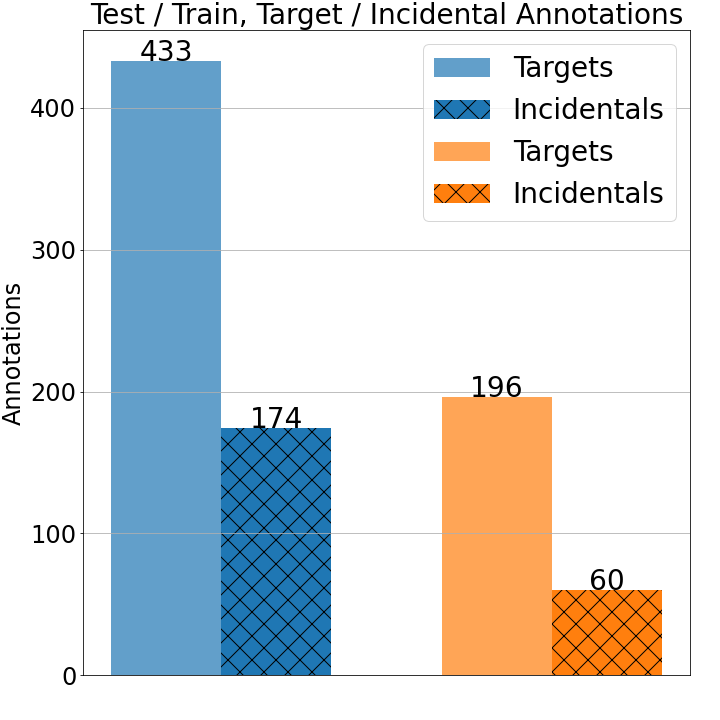 Test / Train, Target / Incidental Annotations
433
Targets
Incidentals
Targets
Incidentals
400
300
Annotations
200
196
174
100
60
0